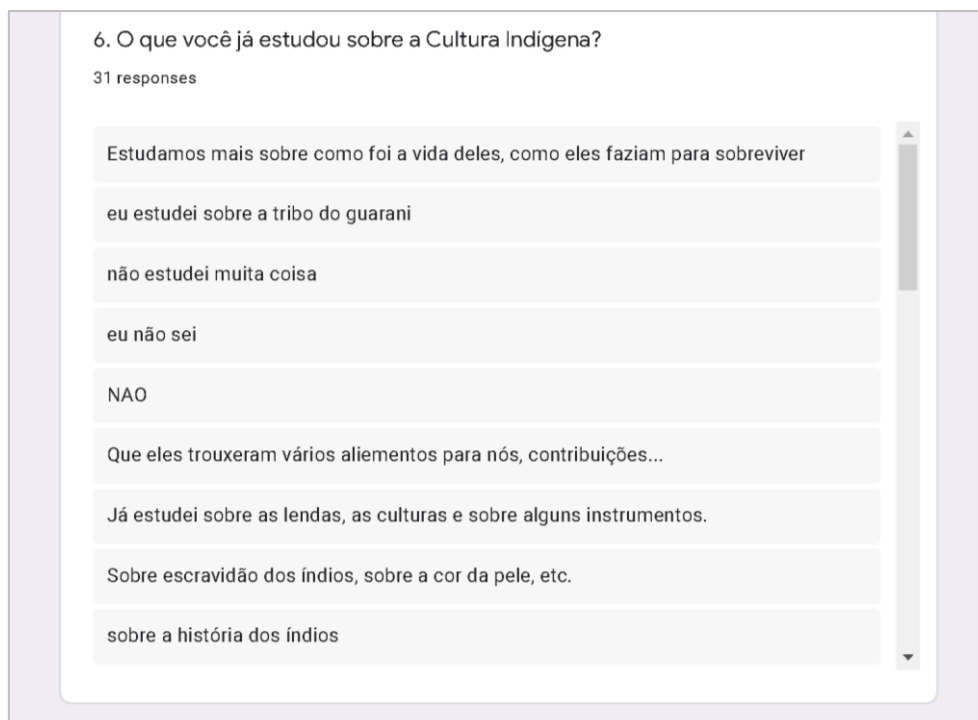 6. O que você já estudou sobre a Cultura Indígena?
31 responses
Estudamos mais sobre como foi a vida deles, como eles faziam para sobreviver
eu estudei sobre a tribo do guarani
não estudei muita coisa
eu não sei
NAO
Que eles trouxeram vários aliementos para nós, contribuições...
Já estudei sobre as lendas, as culturas e sobre alguns instrumentos.
Sobre escravidão dos índios, sobre a cor da pele, etc.
sobre a história dos índios